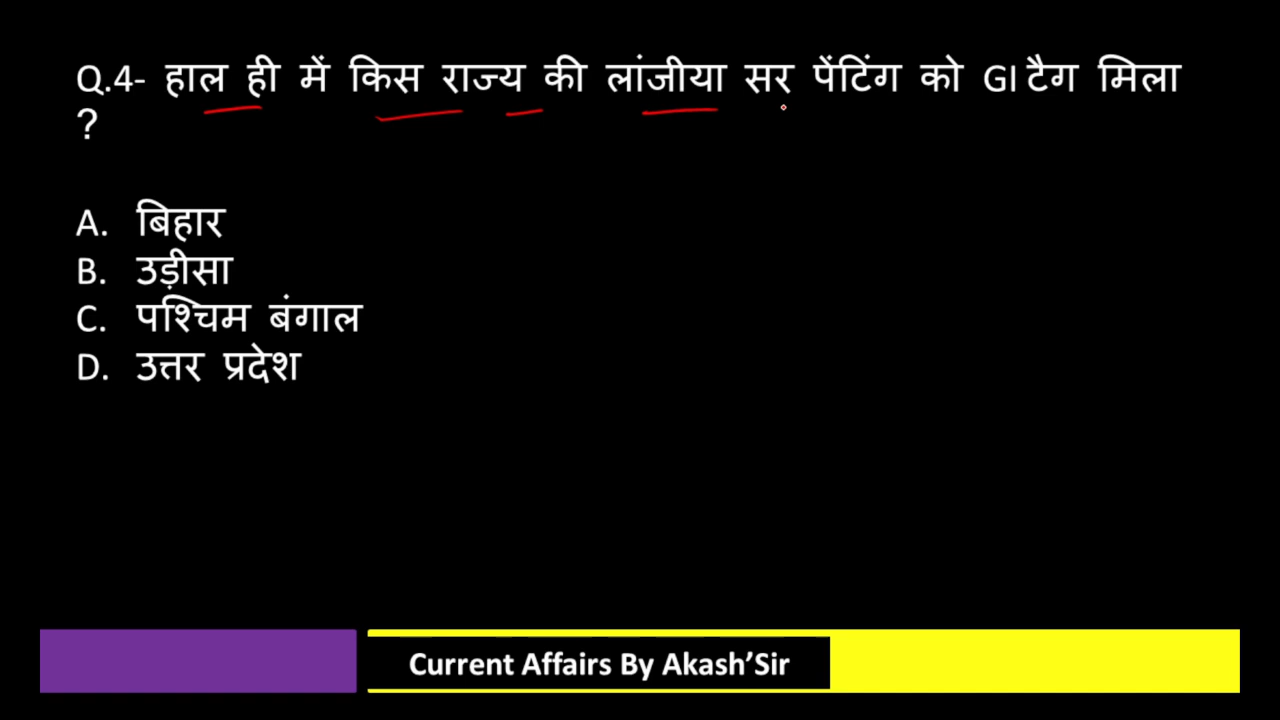 Q.4- हाल ही में किस राज्य की लांजीया सर पेंटिंग को GI टैग मिला
?
A. बिहार
B. उड़ीसा
C. पश्चिम बंगाल
D. उत्तर प्रदेश
Current Affairs By Akash’Sir